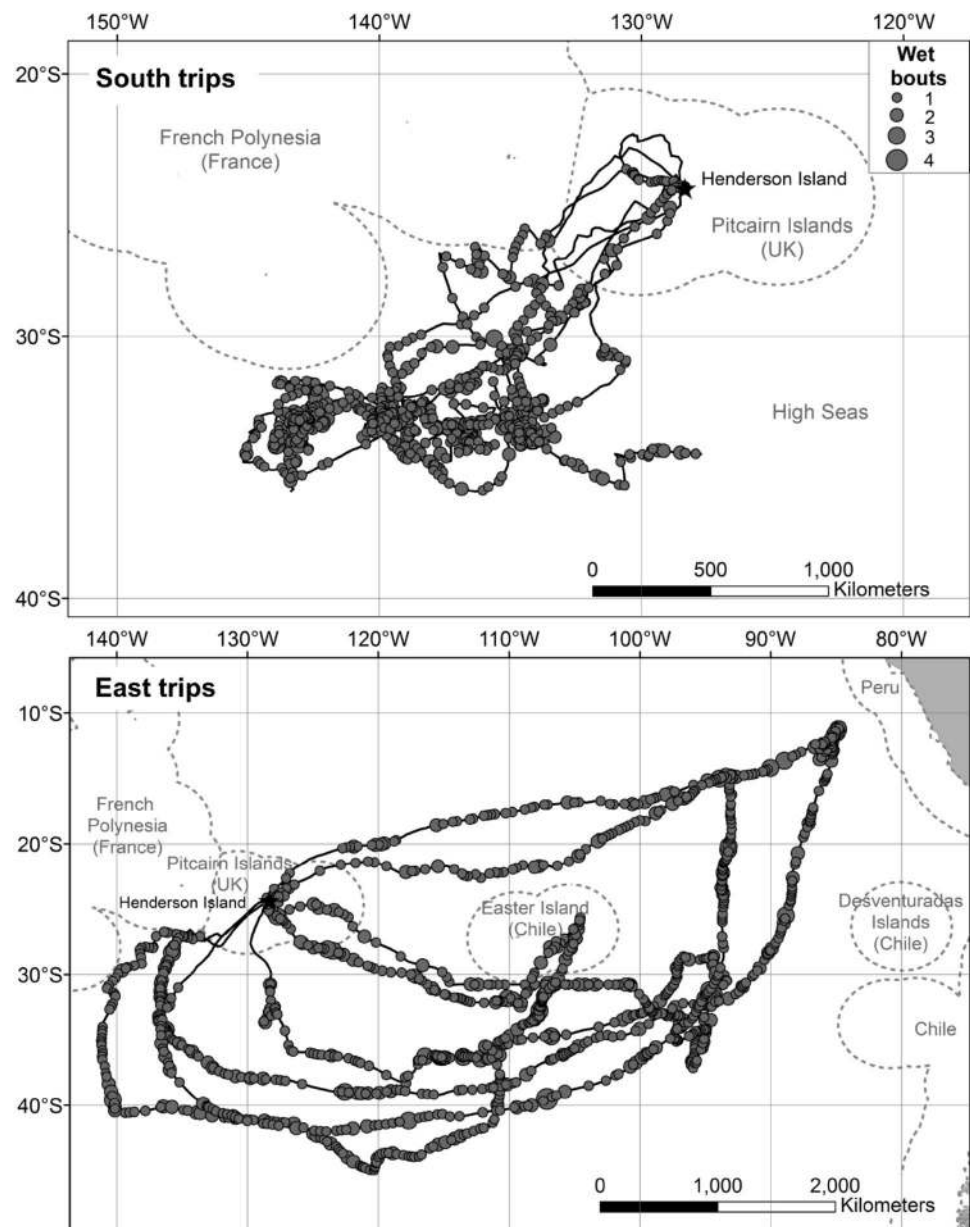 150°W 140°W 130°W 120°W
20°S
South trips
Wet
bouts
1
2
3
4
French Polynesia
(France)
Henderson Island
Pitcairn Islands
(UK)
30°S
High Seas
0 500 1,000
Kilometers
40°S
140°W 130°W 120°W 110°W 100°W 90°W 80°W
East trips
Peru
10°S
French
Polynesia
(France)
20°S
Pitcairn Islands
(UK)
Henderson Island
Easter Island
(Chile)
Desventuradas
Islands
(Chile)
30°S
Chile
40°S
0 1,000 2,000
Kilometers